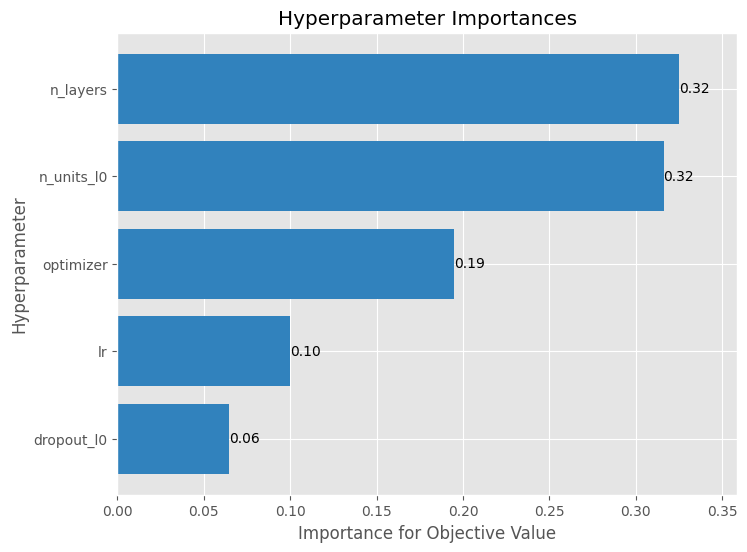 Hyperparameter Importances
Hyperparameter
n_layers
0.32
n_units_l0
0.32
optimizer
0.19
lr
0.10
dropout_l0
0.06
0.00 0.05 0.10 0.15 0.20 0.25 0.30 0.35
Importance for Objective Value